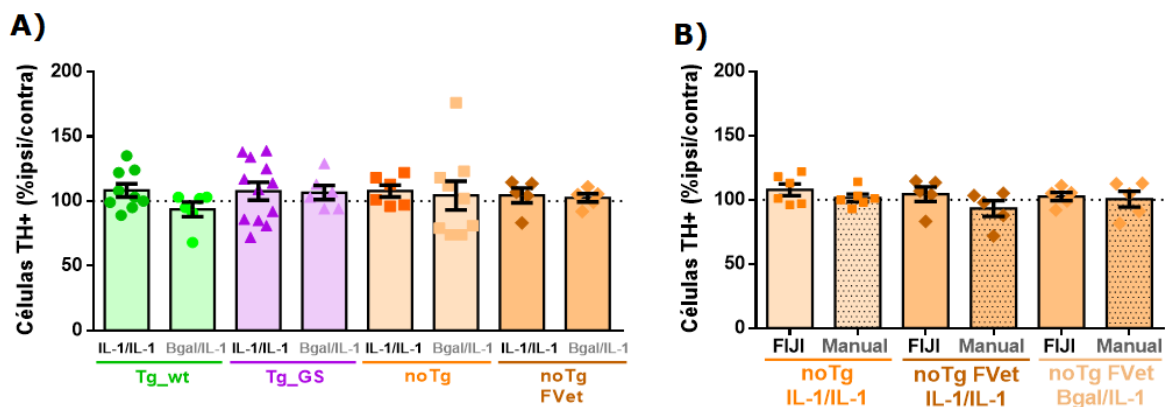 A)
Células TH+ (%ipsi/contra)
200
150
100
50
0
IL-1/IL-1 Bgal/IL-1 IL-1/IL-1 Bgal/IL-1 IL-1/IL-1 Bgal/IL-1 IL-1/IL-1 Bgal/IL-1
Tg_wt Tg_GS noTg noTg
FVet
B)
Células TH+ (%ipsi/contra)
200
150
100
50
0
FIJI Manual FIJI Manual FIJI Manual
noTg noTg FVet noTg FVet
IL-1/IL-1 IL-1/IL-1 Bgal/IL-1